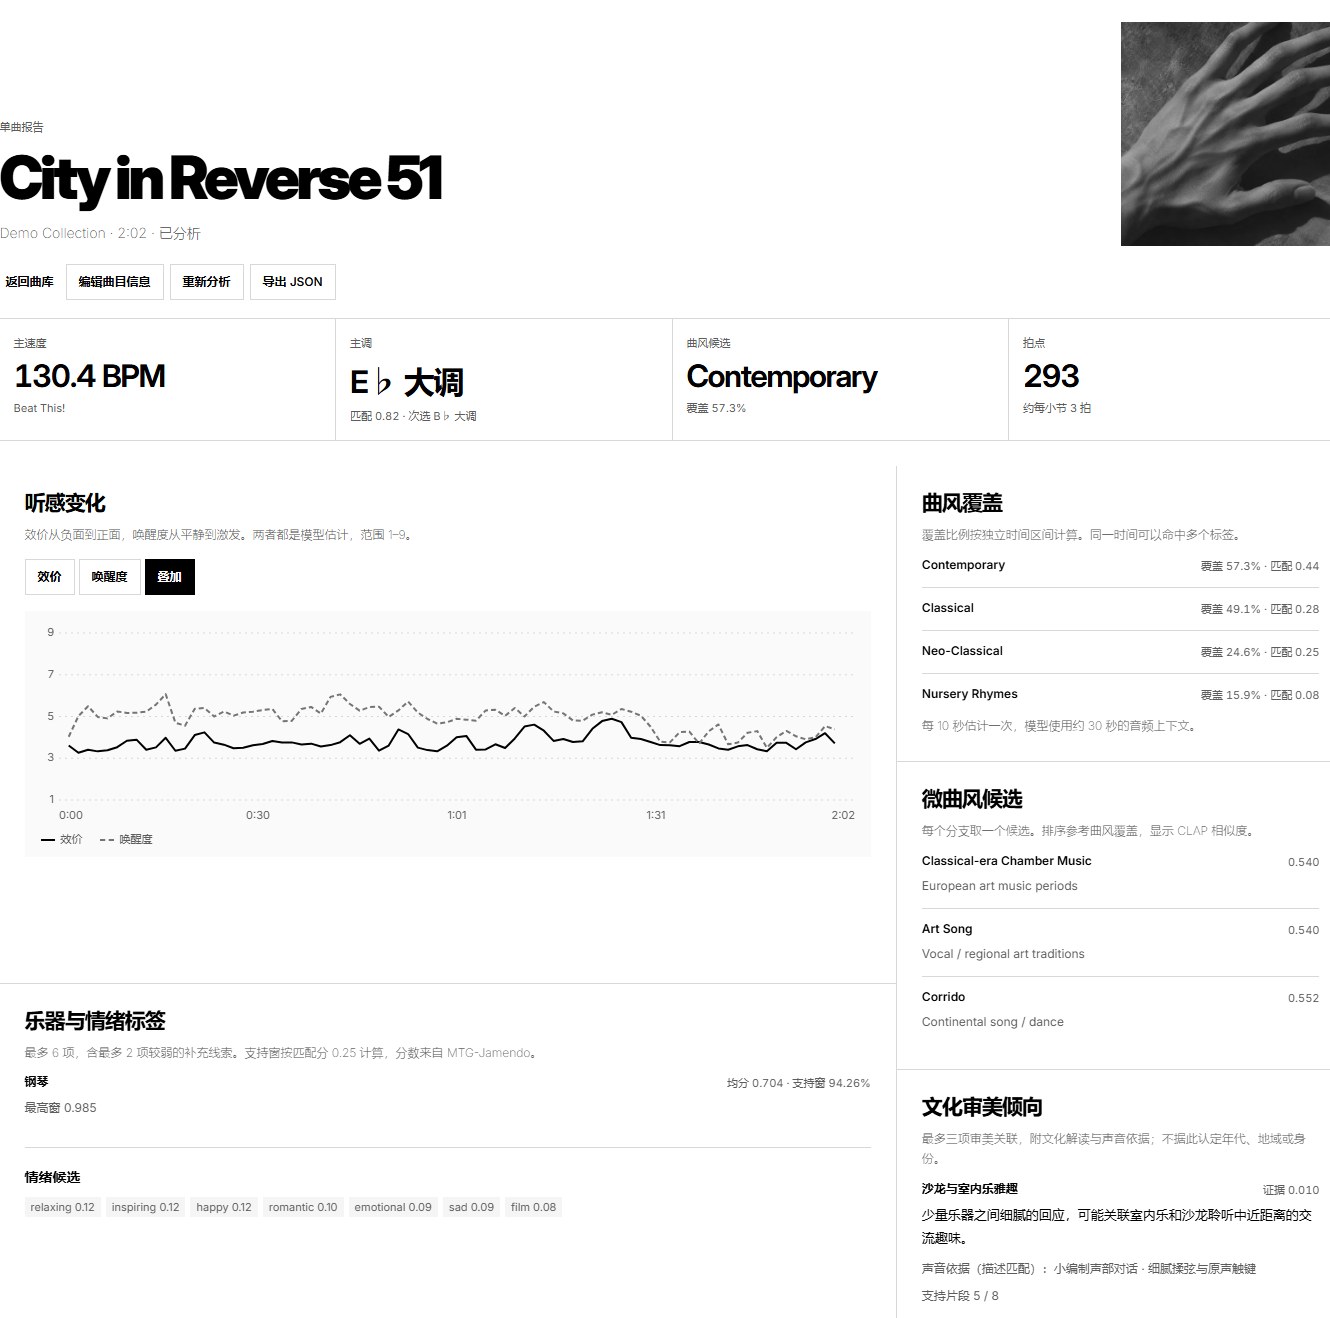 单曲报告
City in Reverse 51
Demo Collection · 2:02 · 已分析
返回曲库 编辑曲目信息 重新分析 导出 JSON
主速度
130.4 BPM
Beat This!
主调
E♭ 大调
匹配 0.82 · 次选 B♭ 大调
曲风候选
Contemporary
覆盖 57.3%
拍点
293
约每小节 3 拍
听感变化
效价从负面到正面，唤醒度从平静到激发。两者都是模型估计，范围 1–9。
效价 唤醒度 叠加
9
7
5
3
1
0:00 0:30 1:01 1:31 2:02
效价 唤醒度
乐器与情绪标签
最多 6 项，含最多 2 项较弱的补充线索。支持窗按匹配分 0.25 计算，分数来自 MTG-Jamendo。
钢琴 均分 0.704 · 支持窗 94.26%
最高窗 0.985
情绪候选
relaxing 0.12 inspiring 0.12 happy 0.12 romantic 0.10 emotional 0.09 sad 0.09 film 0.08
曲风覆盖
覆盖比例按独立时间区间计算。同一时间可以命中多个标签。
Contemporary 覆盖 57.3% · 匹配 0.44
Classical 覆盖 49.1% · 匹配 0.28
Neo-Classical 覆盖 24.6% · 匹配 0.25
Nursery Rhymes 覆盖 15.9% · 匹配 0.08
每 10 秒估计一次，模型使用约 30 秒的音频上下文。
微曲风候选
每个分支取一个候选。排序参考曲风覆盖，显示 CLAP 相似度。
Classical-era Chamber Music 0.540
European art music periods
Art Song 0.540
Vocal / regional art traditions
Corrido 0.552
Continental song / dance
文化审美倾向
最多三项审美关联，附文化解读与声音依据；不据此认定年代、地域或身
份。
沙龙与室内乐雅趣 证据 0.010
少量乐器之间细腻的回应，可能关联室内乐和沙龙聆听中近距离的交
流趣味。
声音依据（描述匹配）：小编制声部对话 · 细腻揉弦与原声触键
支持片段 5 / 8